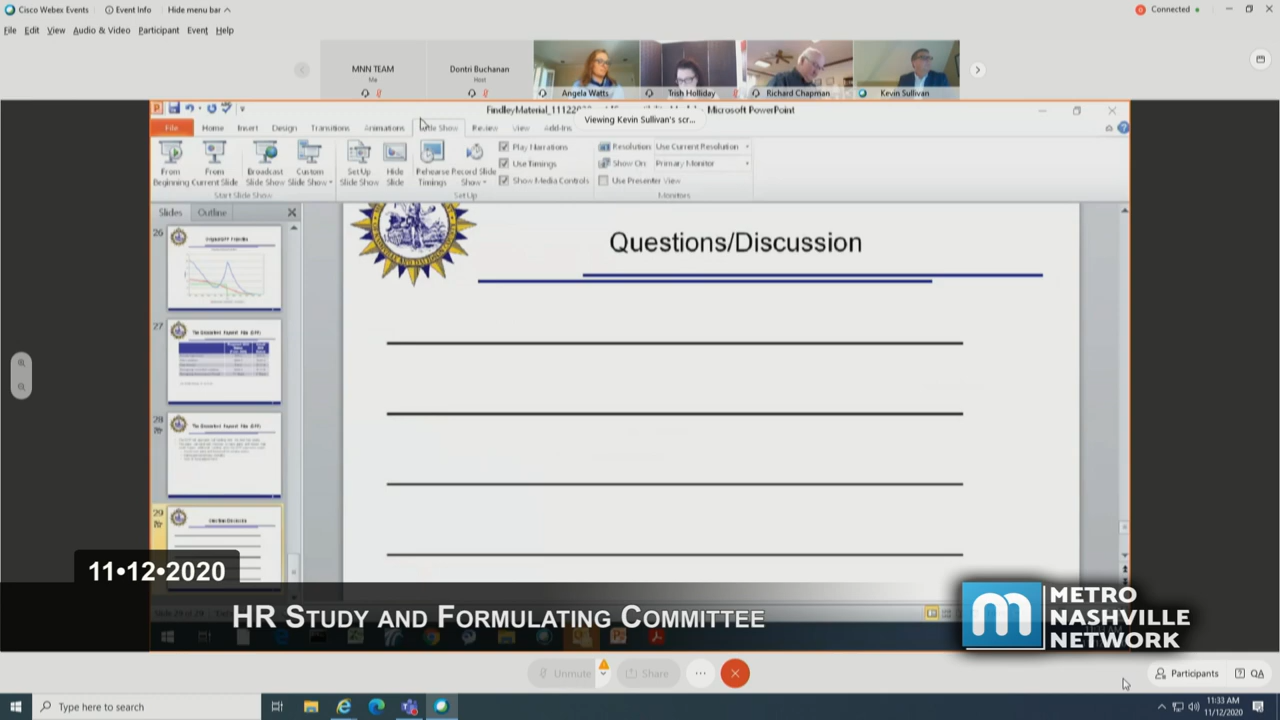 Cisco Webex Events
Event Info
Hide menu bar
Connected
File Edit View Audio & Video Participant Event Help
MNN TEAM
Me
Dontri Buchanan
Host
Angela Watts
Trish Holliday
Richard Chapman
Kevin Sullivan
Microsoft PowerPoint
Viewing Kevin Sullivan's scr...
File Home Insert Design Transitions Animations Slide Show Review View Add-Ins
From Beginning
From Current Slide
Broadcast Slide Show
Custom Slide Show
Set Up Slide Show
Hide Slide
Rehearse Timings
Record Slide Show
Play Narrations
Use Timings
Show Media Controls
Resolution: Use Current Resolution
Show On: Primary Monitor
Use Presenter View
Start Slide Show
Set Up
Monitors
Slides Outline
26
27
28
29
Questions/Discussion
11•12•2020
HR STUDY AND FORMULATING COMMITTEE
METRO
NASHVILLE
NETWORK
Unmute
Share
Participants
Q&A
Type here to search
11:33 AM
11/12/2020